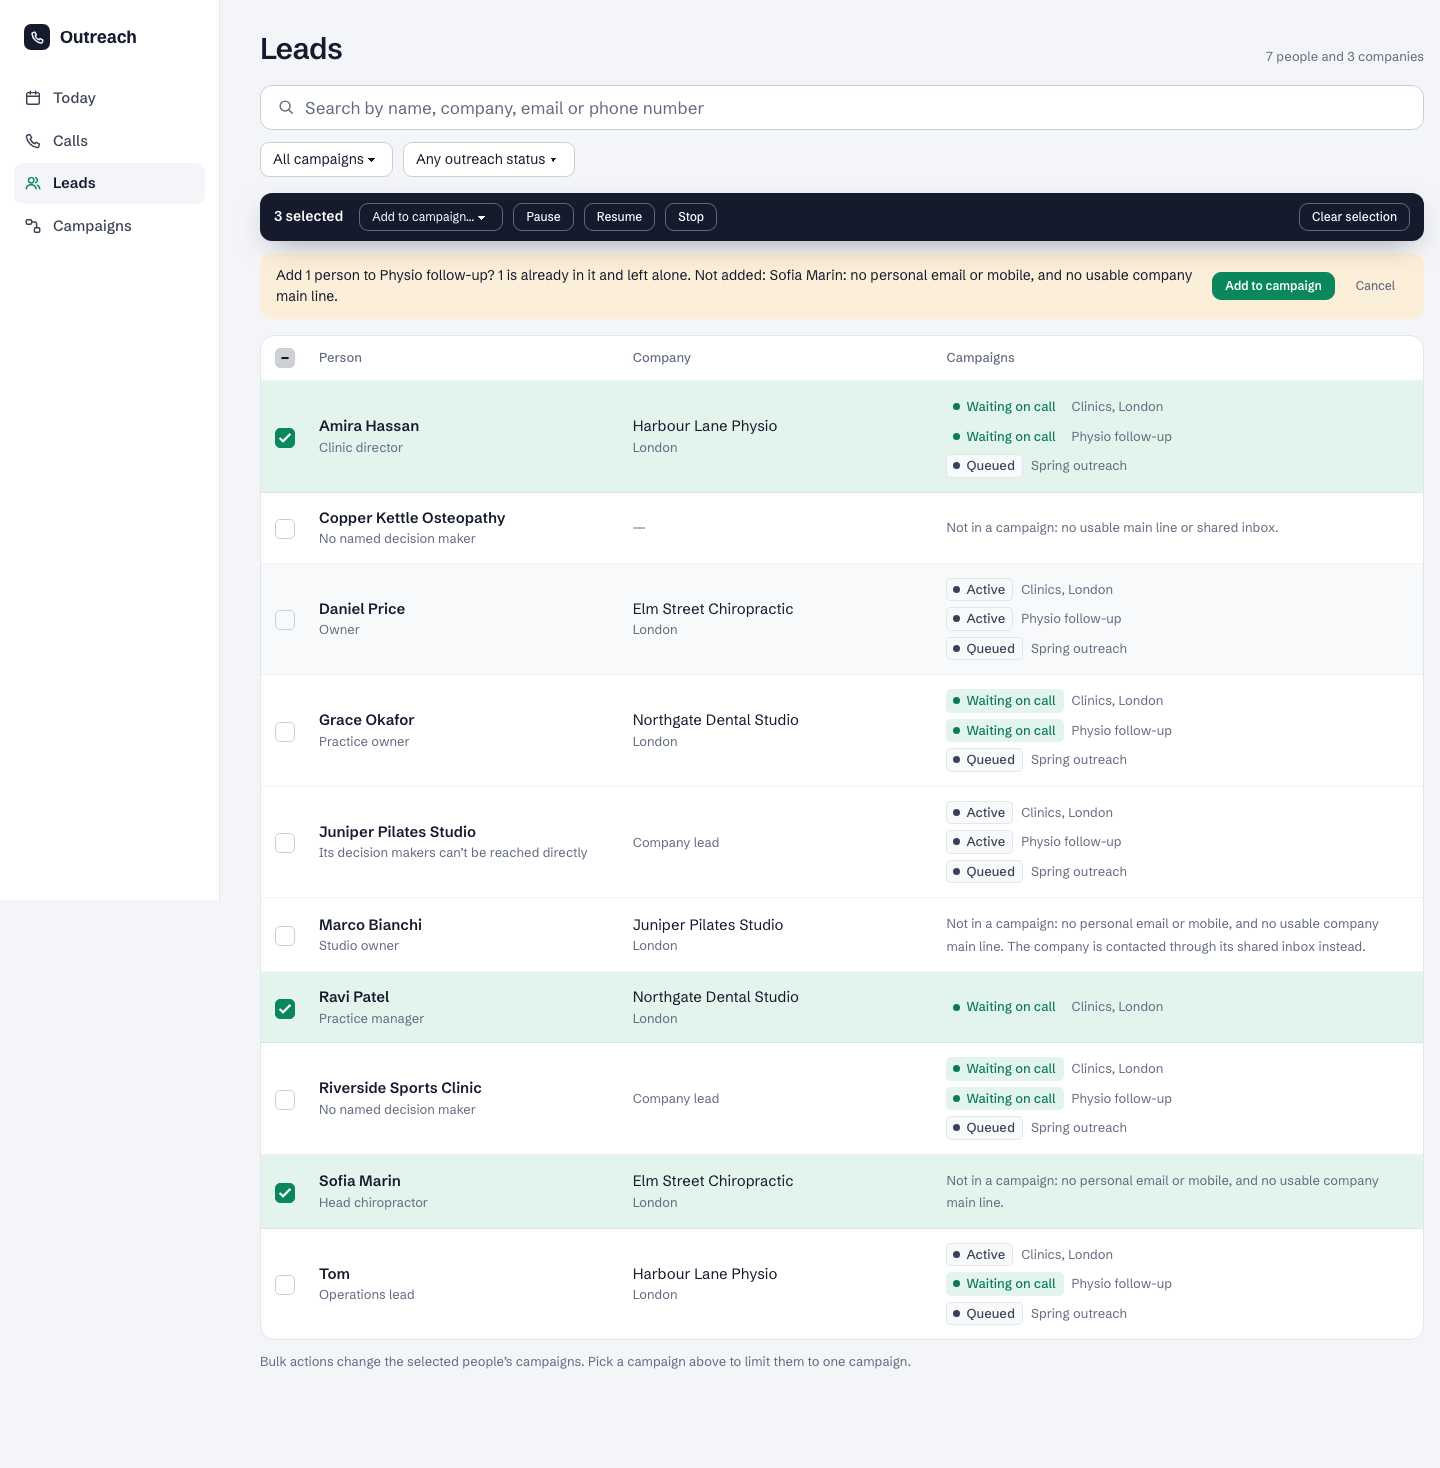 Outreach
Today
Calls
Leads
Campaigns
Leads
7 people and 3 companies
Search by name, company, email or phone number
All campaigns
Any outreach status
3 selected
Add to campaign...
Pause
Resume
Stop
Clear selection
Add 1 person to Physio follow-up? 1 is already in it and left alone. Not added: Sofia Marin: no personal email or mobile, and no usable company
main line.
Add to campaign
Cancel
Person
Company
Campaigns
Amira Hassan
Clinic director
Harbour Lane Physio
London
Waiting on call Clinics, London
Waiting on call Physio follow-up
Queued Spring outreach
Copper Kettle Osteopathy
No named decision maker
—
Not in a campaign: no usable main line or shared inbox.
Daniel Price
Owner
Elm Street Chiropractic
London
Active Clinics, London
Active Physio follow-up
Queued Spring outreach
Grace Okafor
Practice owner
Northgate Dental Studio
London
Waiting on call Clinics, London
Waiting on call Physio follow-up
Queued Spring outreach
Juniper Pilates Studio
Its decision makers can’t be reached directly
Company lead
Active Clinics, London
Active Physio follow-up
Queued Spring outreach
Marco Bianchi
Studio owner
Juniper Pilates Studio
London
Not in a campaign: no personal email or mobile, and no usable company
main line. The company is contacted through its shared inbox instead.
Ravi Patel
Practice manager
Northgate Dental Studio
London
Waiting on call Clinics, London
Riverside Sports Clinic
No named decision maker
Company lead
Waiting on call Clinics, London
Waiting on call Physio follow-up
Queued Spring outreach
Sofia Marin
Head chiropractor
Elm Street Chiropractic
London
Not in a campaign: no personal email or mobile, and no usable company
main line.
Tom
Operations lead
Harbour Lane Physio
London
Active Clinics, London
Waiting on call Physio follow-up
Queued Spring outreach
Bulk actions change the selected people’s campaigns. Pick a campaign above to limit them to one campaign.